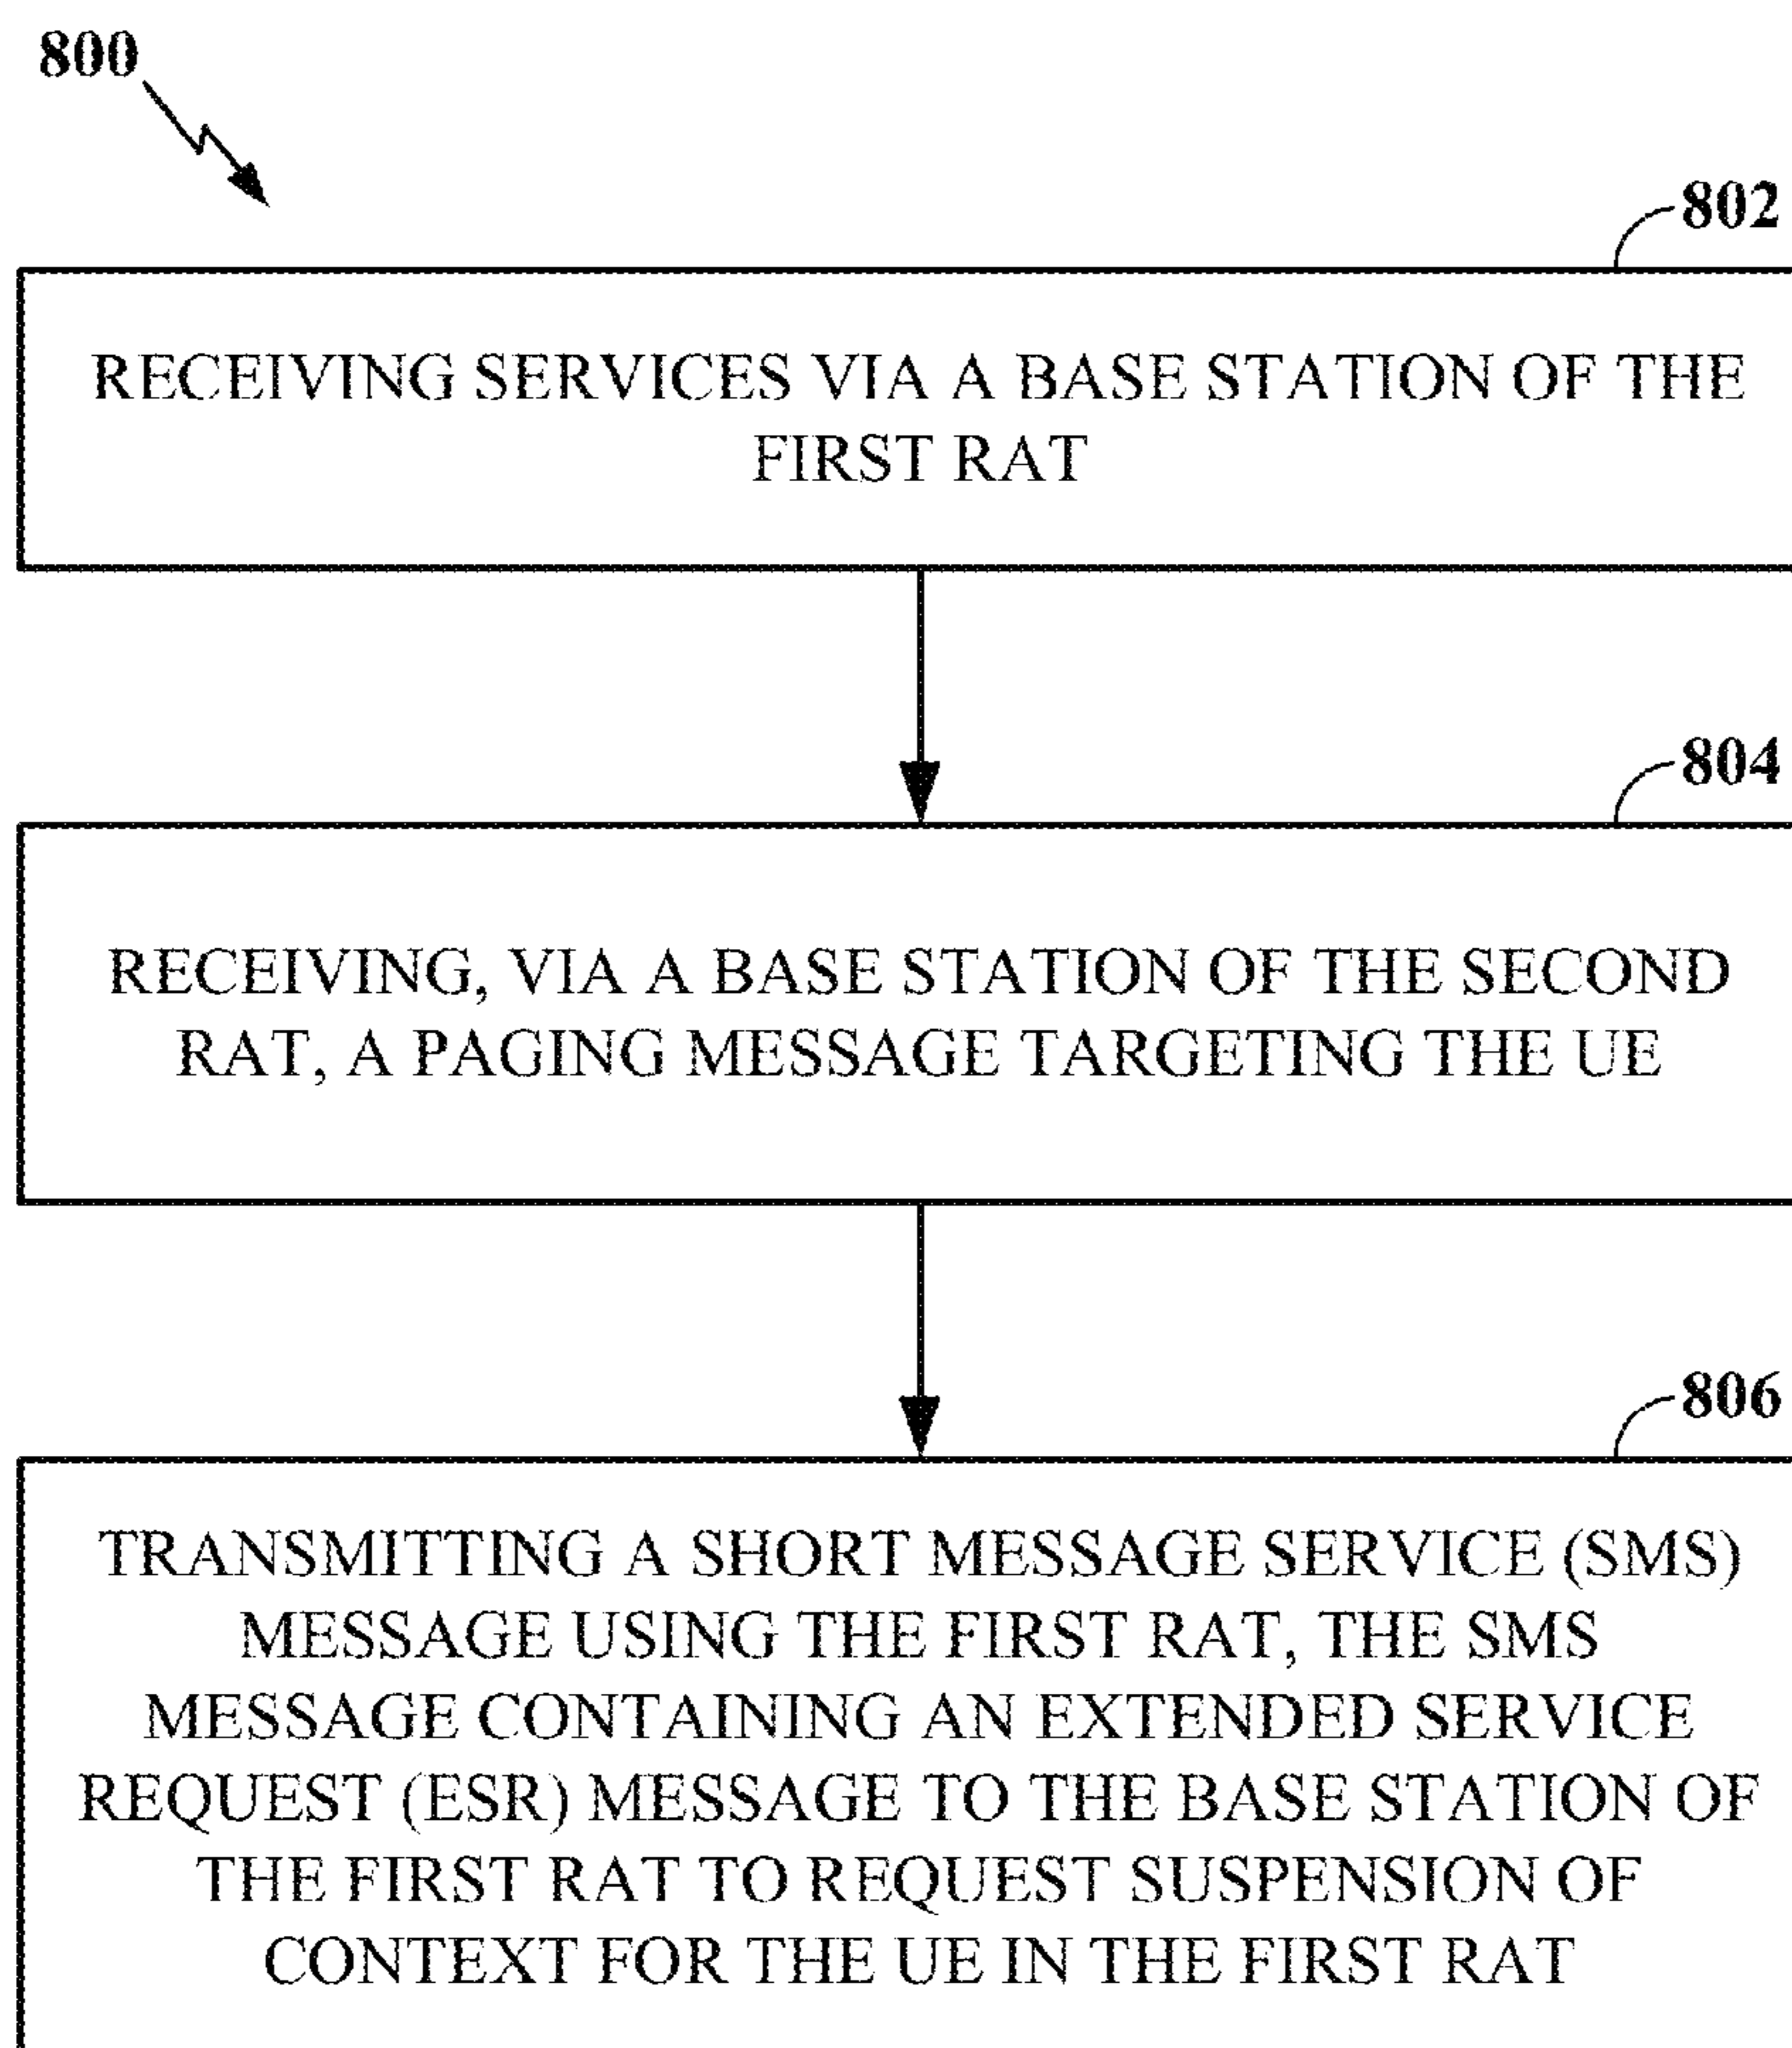 800
802
RECEIVING SERVICES VIA A BASE STATION OF THE
FIRST RAT
804
RECEIVING, VIA A BASE STATION OF THE SECOND
RAT, A PAGING MESSAGE TARGETING THE UE
806
TRANSMITTING A SHORT MESSAGE SERVICE (SMS)
MESSAGE USING THE FIRST RAT, THE SMS
MESSAGE CONTAINING AN EXTENDED SERVICE
REQUEST (ESR) MESSAGE TO THE BASE STATION OF
THE FIRST RAT TO REQUEST SUSPENSION OF
CONTEXT FOR THE UE IN THE FIRST RAT